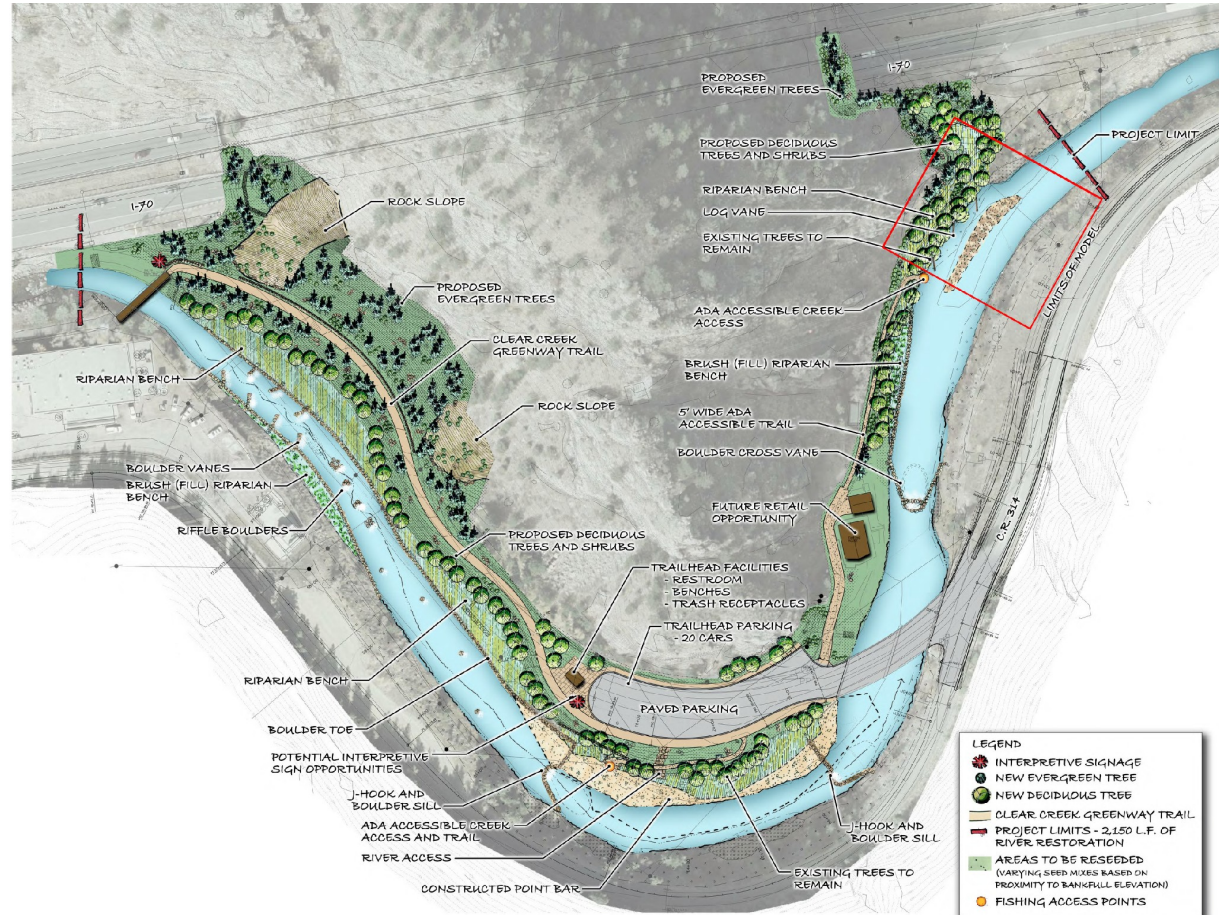 I-70
PROPOSED
EVERGREEN TREES
PROJECT LIMIT
PROPOSED DECIDUOUS
TREES AND SHRUBS
RIPARIAN BENCH
LOG VANE
EXISTING TREES TO
REMAIN
LIMITS OF MODEL
ROCK SLOPE
I-70
PROPOSED
EVERGREEN TREES
ADA ACCESSIBLE CREEK
ACCESS
CLEAR CREEK
GREENWAY TRAIL
BRUSH (FILL) RIPARIAN
BENCH
RIPARIAN BENCH
ROCK SLOPE
5' WIDE ADA
ACCESSIBLE TRAIL
BOULDER CROSS VANE
BOULDER VANES
BRUSH (FILL) RIPARIAN
BENCH
RIFFLE BOULDERS
FUTURE RETAIL
OPPORTUNITY
C.R. 314
PROPOSED DECIDUOUS
TREES AND SHRUBS
TRAILHEAD FACILITIES
- RESTROOM
- BENCHES
- TRASH RECEPTACLES
TRAILHEAD PARKING
- 20 CARS
RIPARIAN BENCH
PAVED PARKING
BOULDER TOE
POTENTIAL INTERPRETIVE
SIGN OPPORTUNITIES
J-HOOK AND
BOULDER SILL
ADA ACCESSIBLE CREEK
ACCESS AND TRAIL
RIVER ACCESS
CONSTRUCTED POINT BAR
J-HOOK AND
BOULDER SILL
EXISTING TREES TO
REMAIN
LEGEND
INTERPRETIVE SIGNAGE
NEW EVERGREEN TREE
NEW DECIDUOUS TREE
CLEAR CREEK GREENWAY TRAIL
PROJECT LIMITS - 2,150 L.F. OF
RIVER RESTORATION
AREAS TO BE RESEEDED
(VARYING SEED MIXES BASED ON
PROXIMITY TO BANKFULL ELEVATION)
FISHING ACCESS POINTS